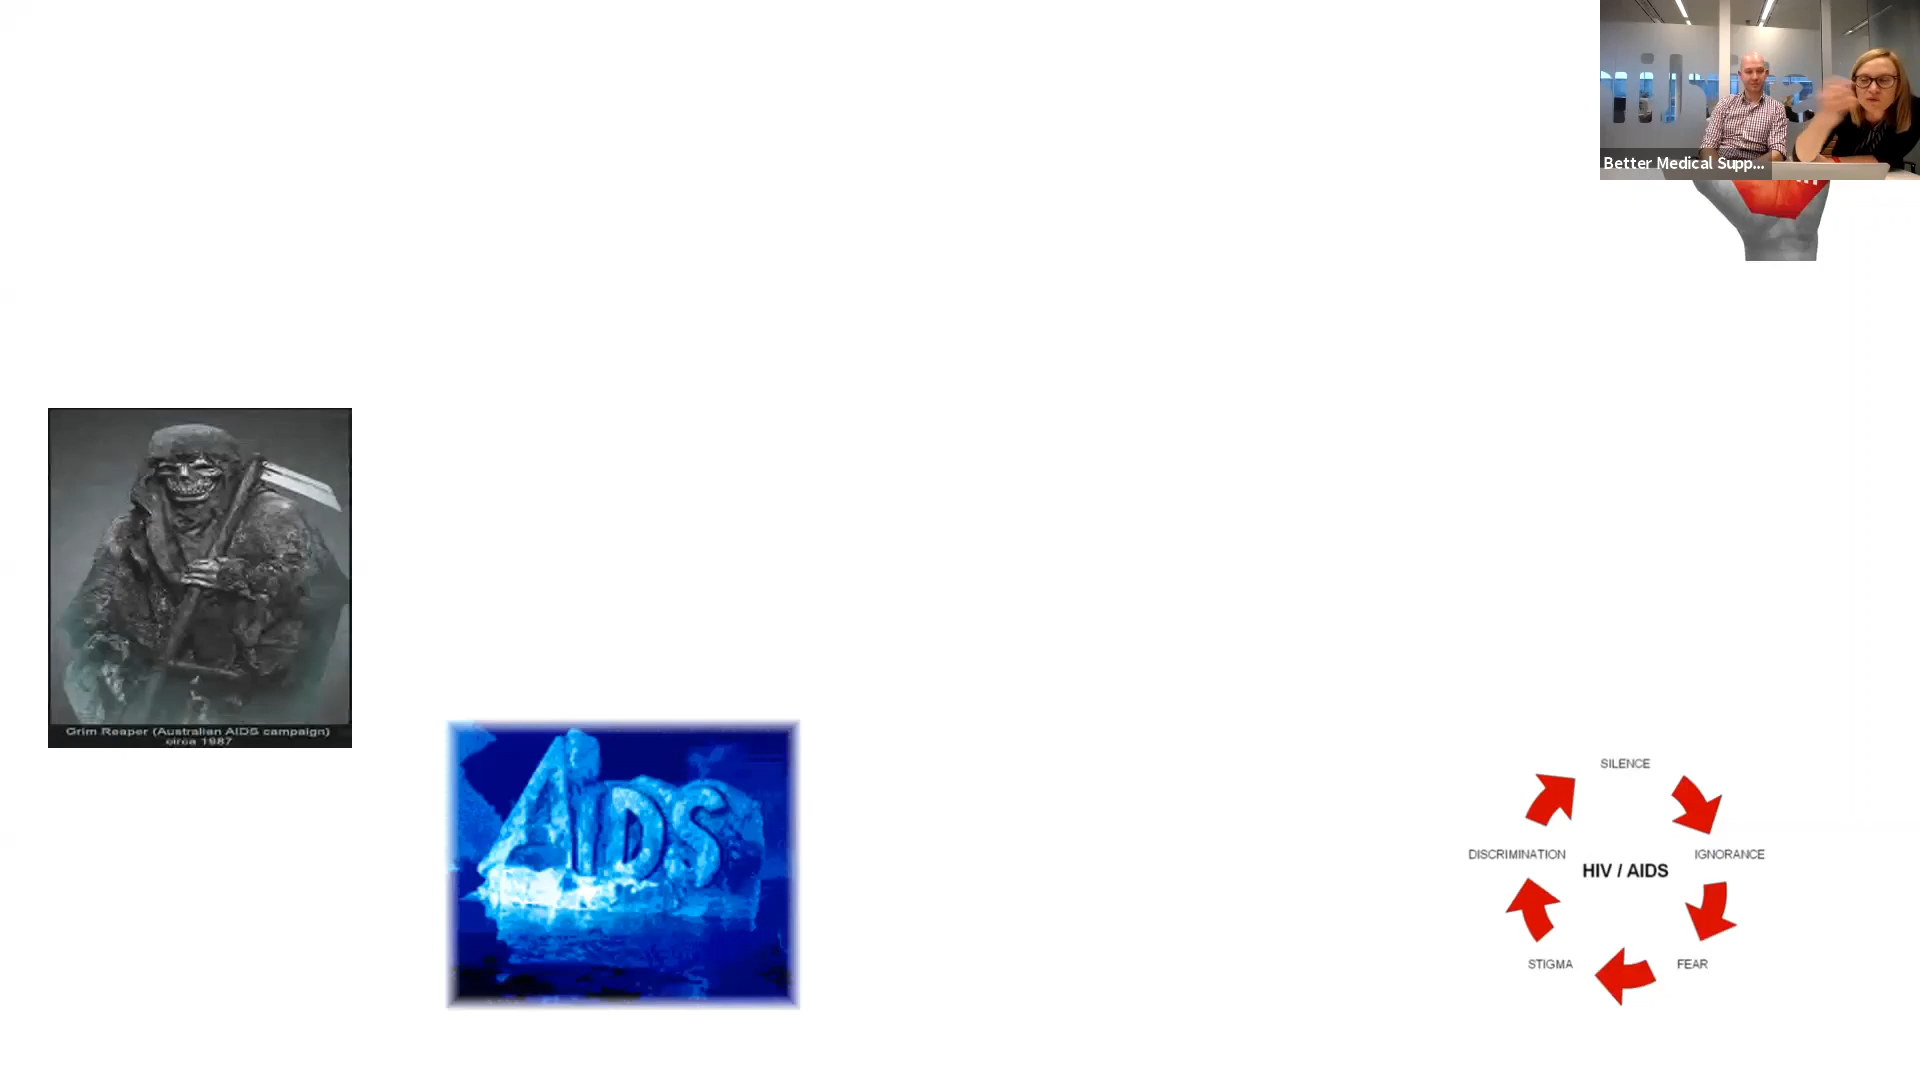 Better Medical Supp...
Grim Reaper (Australian AIDS campaign)
circa 1987
AIDS
SILENCE
DISCRIMINATION
HIV / AIDS
IGNORANCE
STIGMA
FEAR